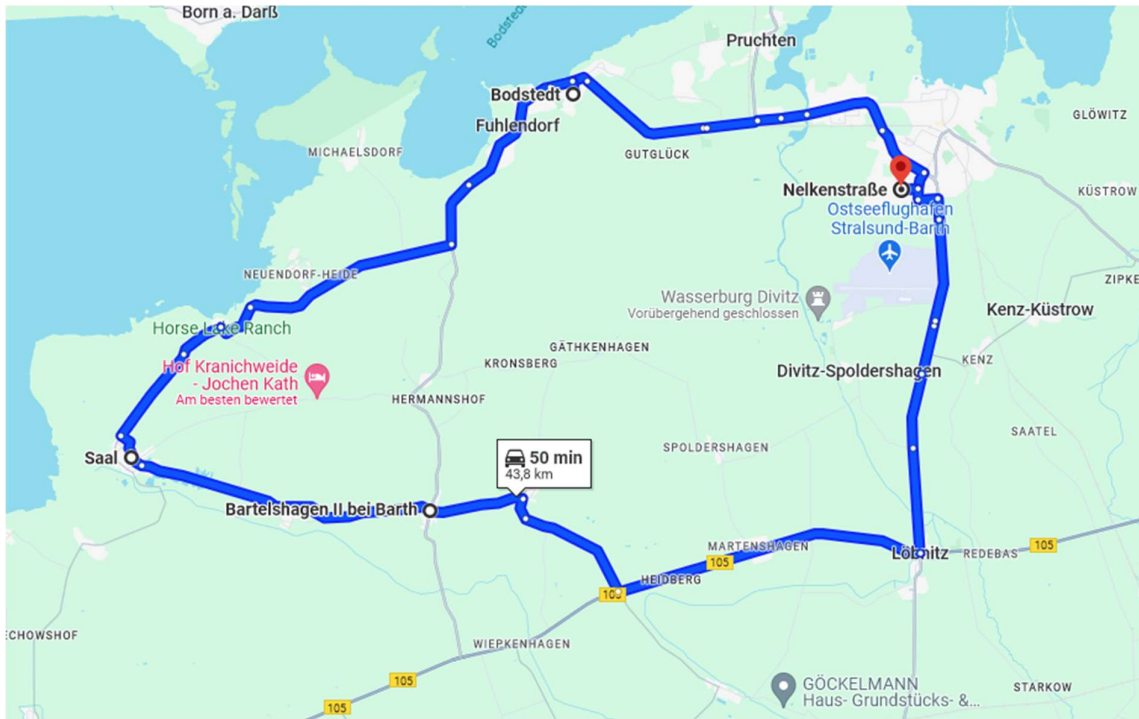 Born a. Darß
Bodstedt
Pruchten
Bodstedt
GLÖWITZ
Fuhlendorf
MICHAELSDORF
GUTGLÜCK
Nelkenstraße
KÜSTROW
Ostseeflughafen
Stralsund-Barth
NEUENDORF-HEIDE
ZIPKE
Wasserburg Divitz
Vorübergehend geschlossen
Kenz-Küstrow
Horse Lake Ranch
GÄTHKENHAGEN
KRONSBERG
KENZ
Hof Kranichweide
- Jochen Kath
Am besten bewertet
Divitz-Spoldershagen
HERMANNSHOF
SAATEL
SPOLDERSHAGEN
Saal
50 min
43,8 km
Bartelshagen II bei Barth
MARTENSHAGEN
Löbnitz
REDEBAS
105
105
HEIDBERG
105
ECHOWSHOF
WIEPKENHAGEN
105
GÖCKELMANN
Haus- Grundstücks- &...
STARKOW
105